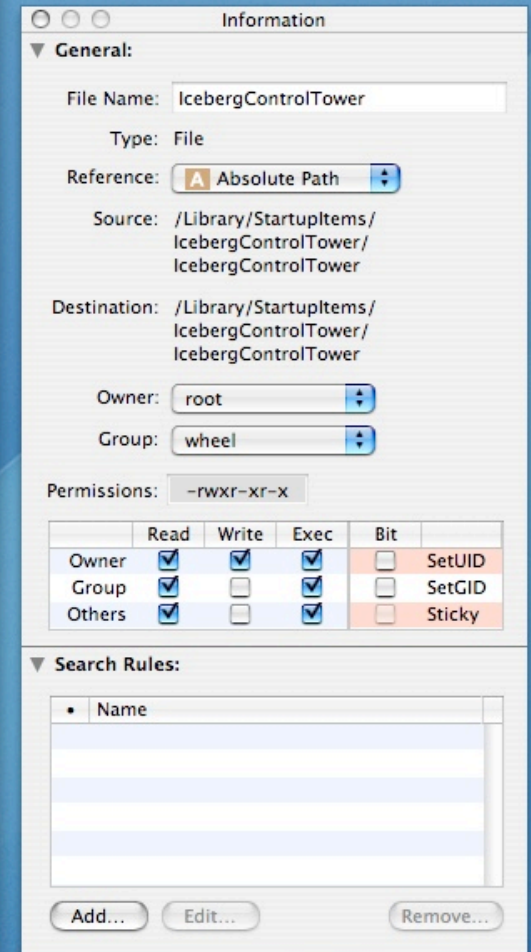 Information
General:
File Name: IcebergControlTower
Type: File
Reference: A Absolute Path
Source: /Library/StartupItems/
IcebergControlTower/
IcebergControlTower
Destination: /Library/StartupItems/
IcebergControlTower/
IcebergControlTower
Owner: root
Group: wheel
Permissions: -rwxr-xr-x
Read Write Exec Bit
Owner SetUID
Group SetGID
Others Sticky
Search Rules:
• Name
Add... Edit... Remove...